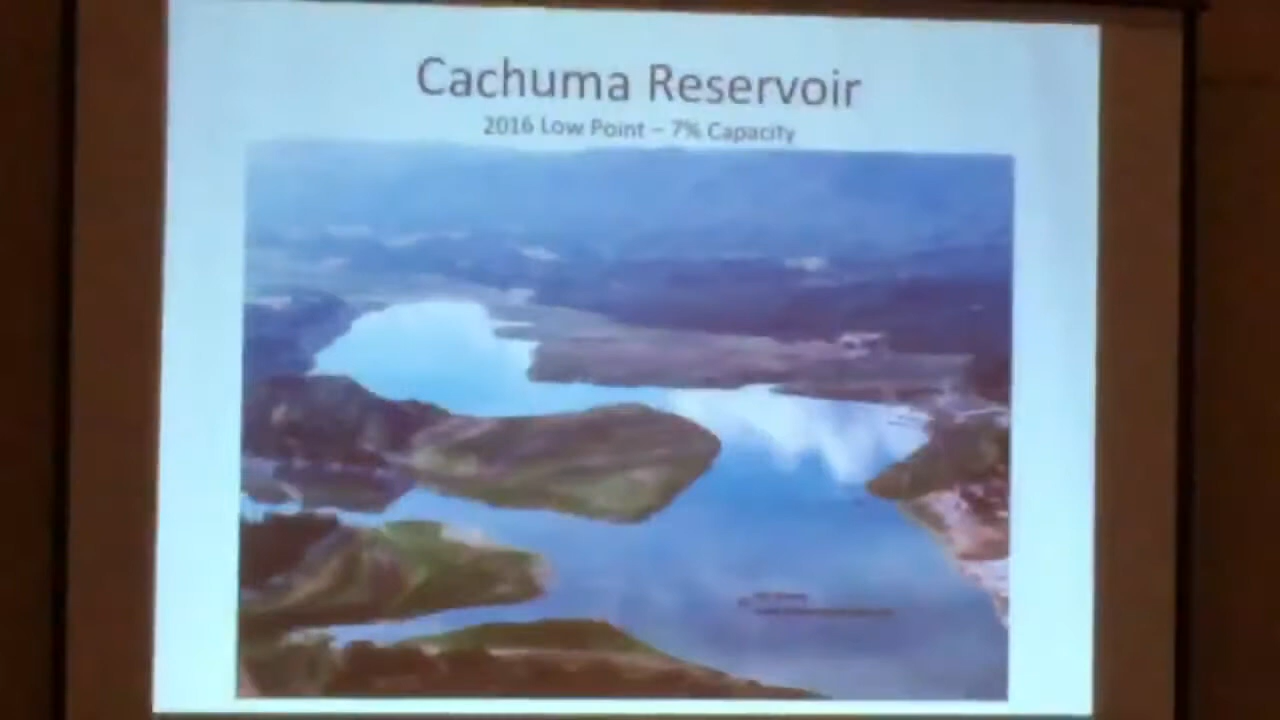 Cachuma Reservoir
2016 Low Point – 7% Capacity